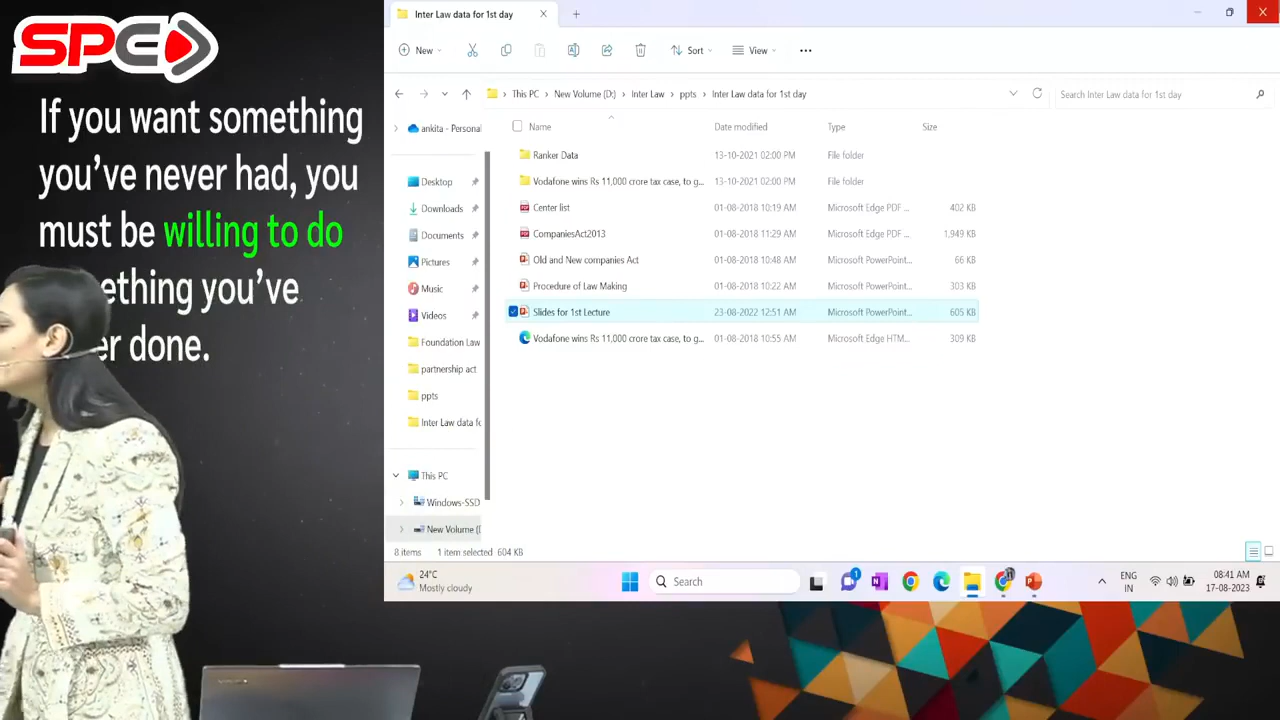 SPC
If you want something
you've never had, you
must be willing to do
ething you've
er done.
Inter Law data for 1st day
New
Sort
View
This PC > New Volume (D:) > Inter Law > ppts > Inter Law data for 1st day
Search Inter Law data for 1st day
ankita - Personal
Desktop
Downloads
Documents
Pictures
Music
Videos
Foundation Law
partnership act
ppts
Inter Law data fo
This PC
Windows-SSD
New Volume (D
Name Date modified Type Size
Ranker Data 13-10-2021 02:00 PM File folder
Vodafone wins Rs 11,000 crore tax case, to g... 13-10-2021 02:00 PM File folder
Center list 01-08-2018 10:19 AM Microsoft Edge PDF ... 402 KB
CompaniesAct2013 01-08-2018 11:29 AM Microsoft Edge PDF ... 1,949 KB
Old and New companies Act 01-08-2018 10:48 AM Microsoft PowerPoint... 66 KB
Procedure of Law Making 01-08-2018 10:22 AM Microsoft PowerPoint... 303 KB
Slides for 1st Lecture 23-08-2022 12:51 AM Microsoft PowerPoint... 605 KB
Vodafone wins Rs 11,000 crore tax case, to g... 01-08-2018 10:55 AM Microsoft Edge HTM... 309 KB
8 items 1 item selected 604 KB
24°C
Mostly cloudy
Search
1
ENG
IN
08:41 AM
17-08-2023